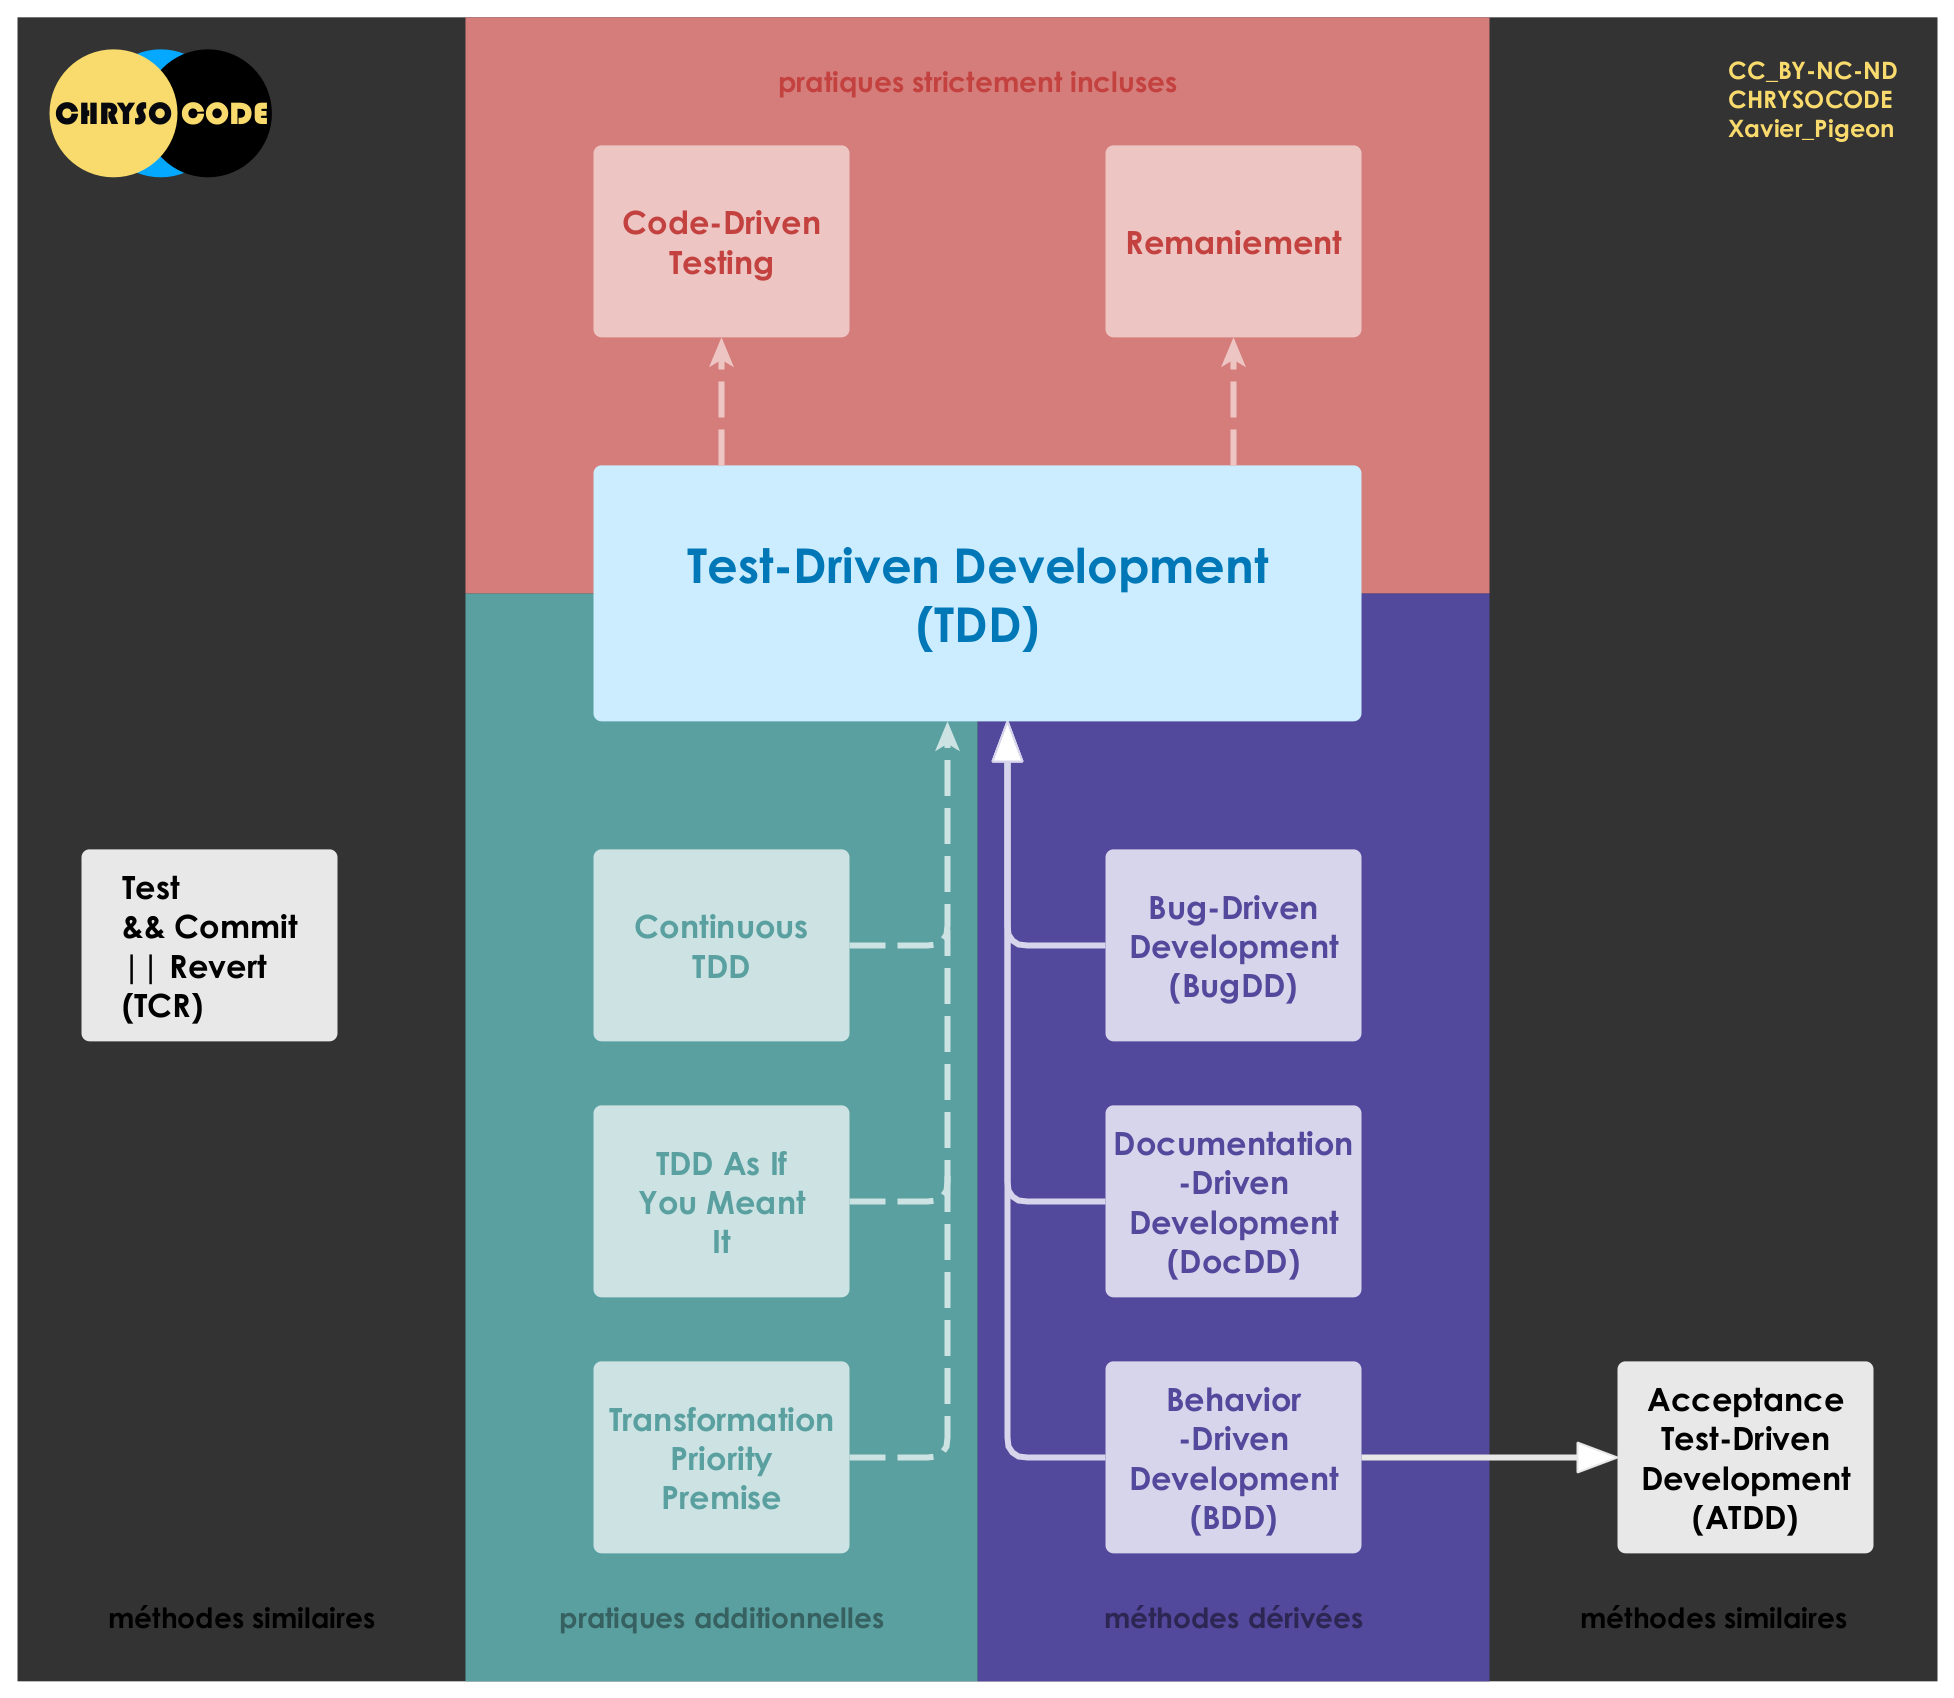 CHRYSO CODE
CC_BY-NC-ND
CHRYSOCODE
Xavier_Pigeon
pratiques strictement incluses
Code-Driven
Testing
Remaniement
Test-Driven Development
(TDD)
Test
&& Commit
|| Revert
(TCR)
Continuous
TDD
Bug-Driven
Development
(BugDD)
TDD As If
You Meant
It
Documentation
-Driven
Development
(DocDD)
Transformation
Priority
Premise
Behavior
-Driven
Development
(BDD)
Acceptance
Test-Driven
Development
(ATDD)
méthodes similaires
pratiques additionnelles
méthodes dérivées
méthodes similaires